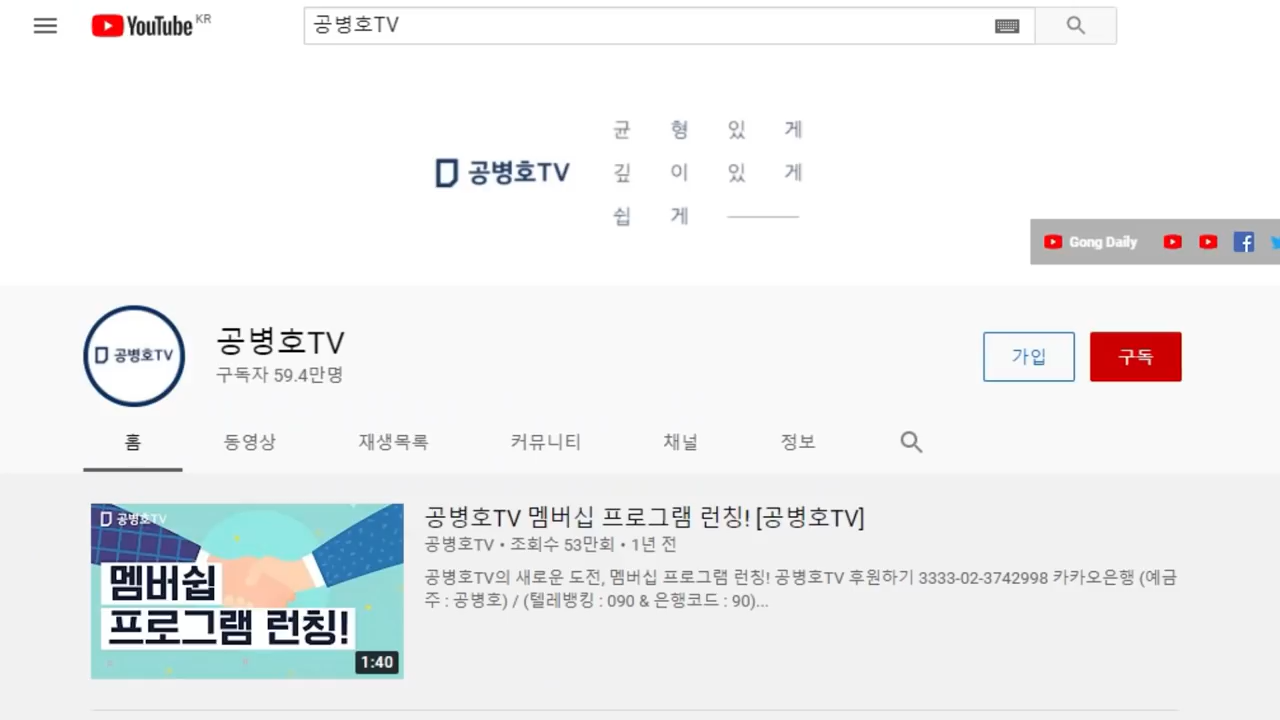 YouTube KR
공병호TV
균 형 있 게
공병호TV
깊 이 있 게
쉽 게
Gong Daily
공병호TV
공병호TV
구독자 59.4만명
가입
구독
홈
동영상
재생목록
커뮤니티
채널
정보
공병호TV
멤버쉽
프로그램 런칭!
1:40
공병호TV 멤버십 프로그램 런칭! [공병호TV]
공병호TV • 조회수 53만회 • 1년 전
공병호TV의 새로운 도전, 멤버십 프로그램 런칭! 공병호TV 후원하기 3333-02-3742998 카카오은행 (예금
주 : 공병호) / (텔레뱅킹 : 090 & 은행코드 : 90)...